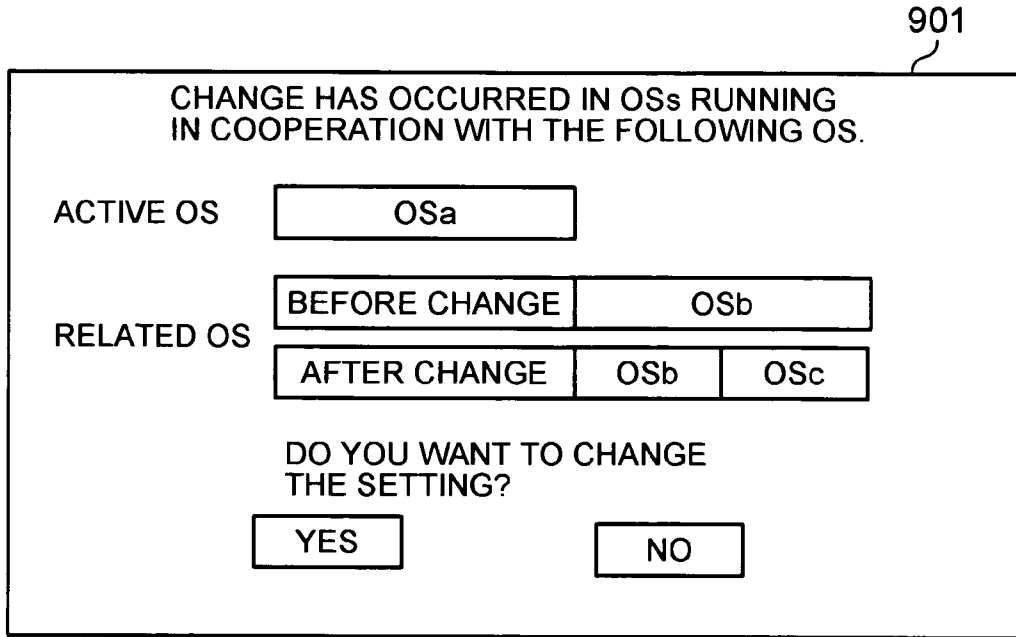 901
CHANGE HAS OCCURRED IN OSs RUNNING
IN COOPERATION WITH THE FOLLOWING OS.
ACTIVE OS OSa
BEFORE CHANGE OSb
RELATED OS
AFTER CHANGE OSb OSc
DO YOU WANT TO CHANGE
THE SETTING?
YES NO